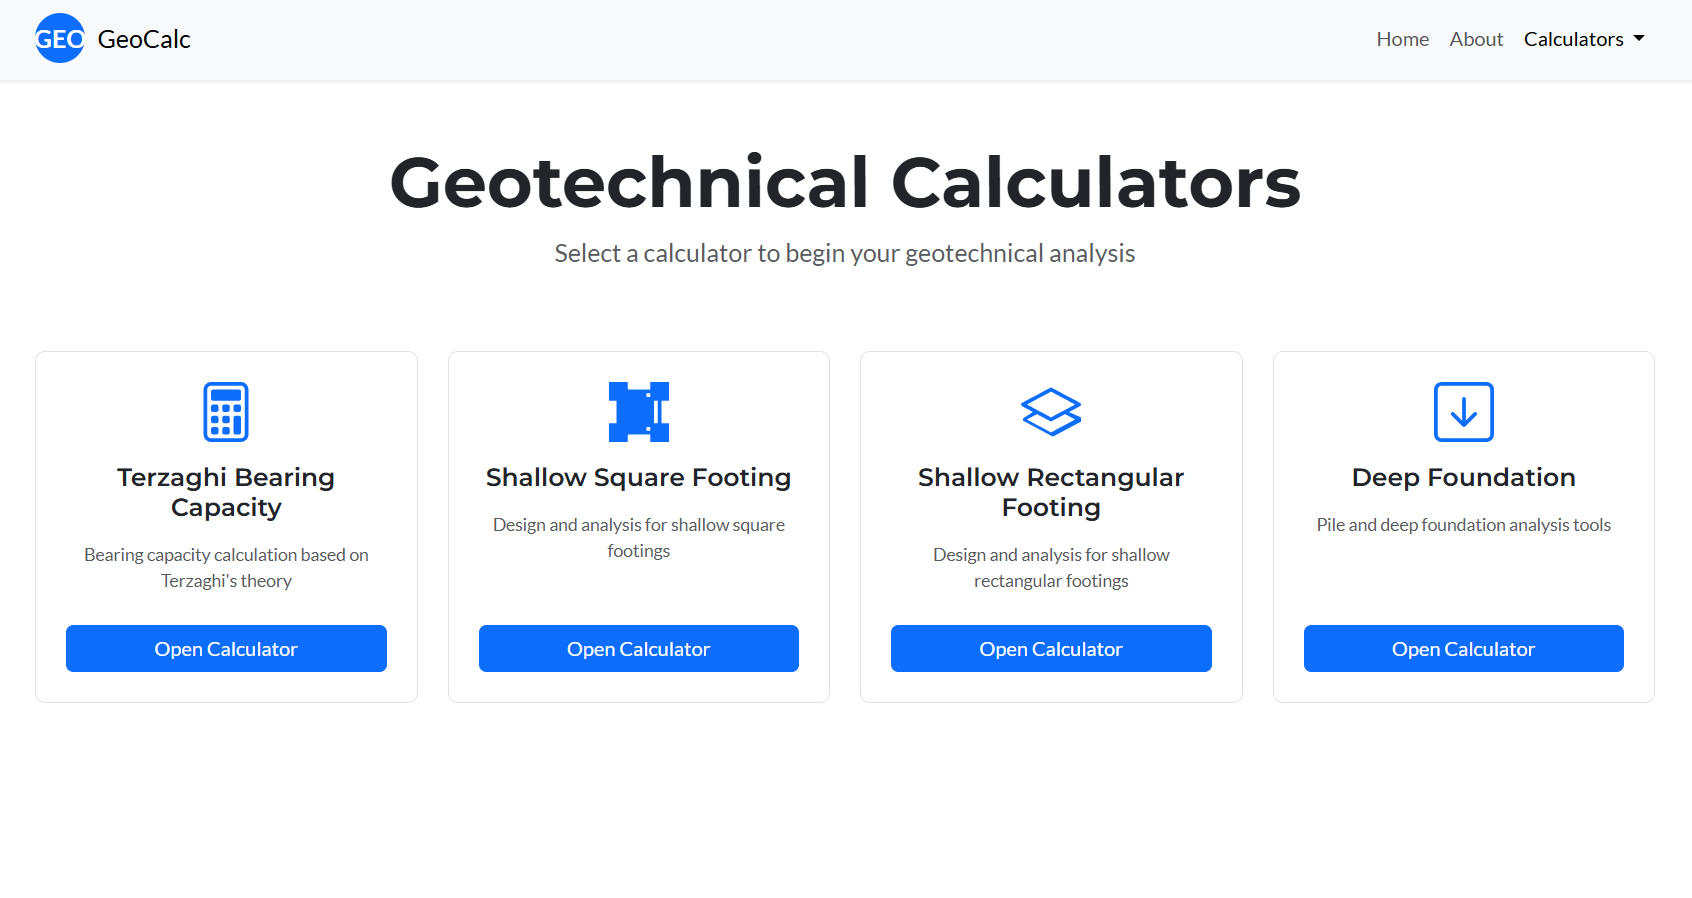 GEO GeoCalc Home About Calculators
Geotechnical Calculators
Select a calculator to begin your geotechnical analysis
Terzaghi Bearing
Capacity
Bearing capacity calculation based on
Terzaghi's theory
Open Calculator
Shallow Square Footing
Design and analysis for shallow square
footings
Open Calculator
Shallow Rectangular
Footing
Design and analysis for shallow
rectangular footings
Open Calculator
Deep Foundation
Pile and deep foundation analysis tools
Open Calculator